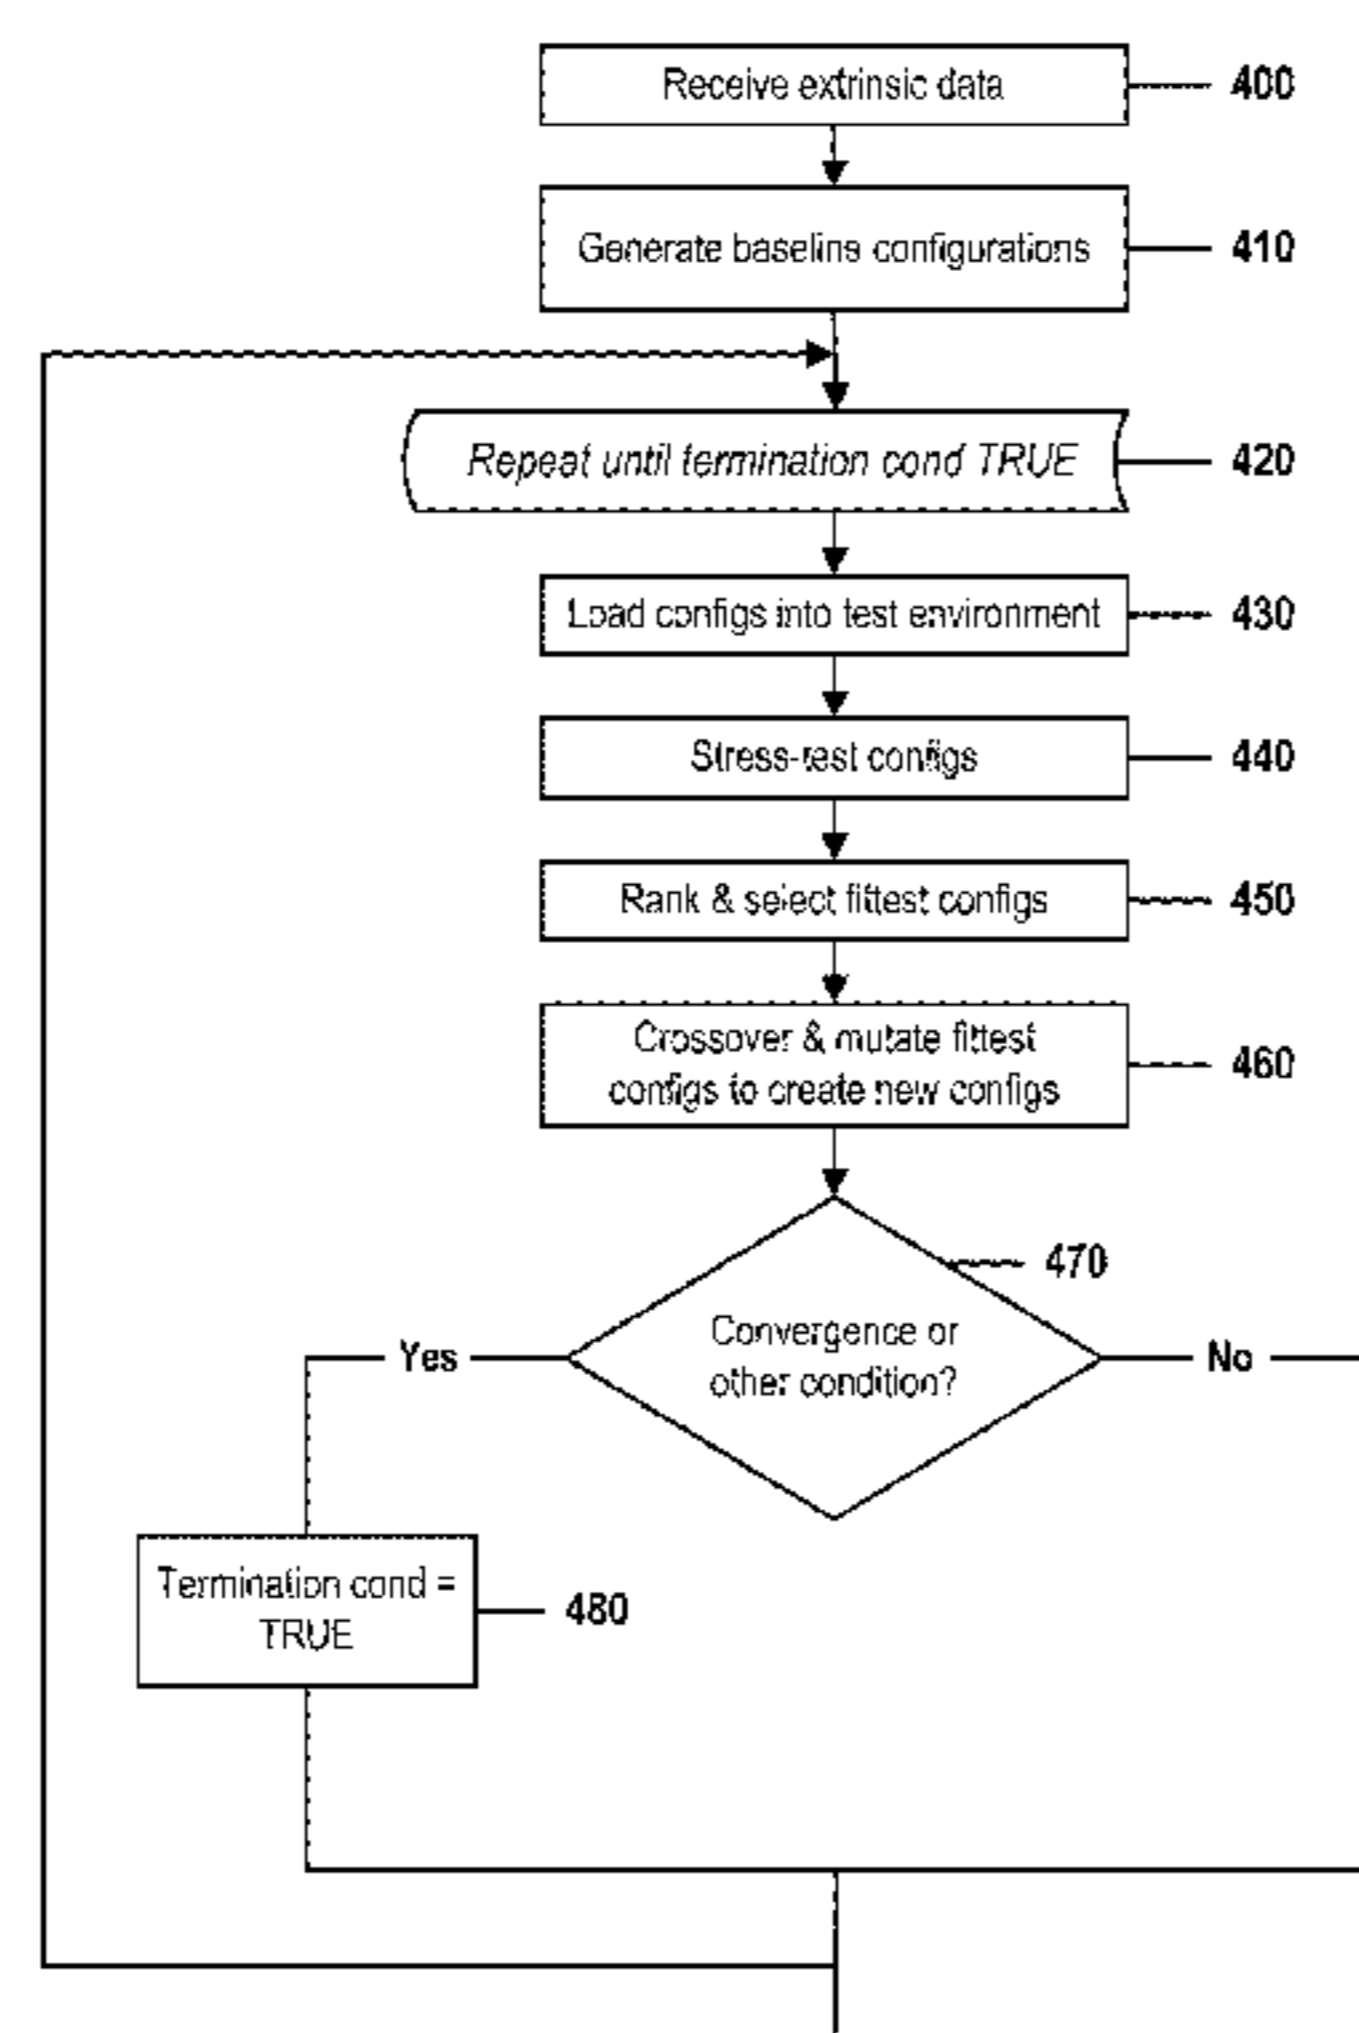 Receive extrinsic data
400
Generate baseline configurations
410
Repeat until termination cond TRUE
420
Load configs into test environment
430
Stress-test configs
440
Rank & select fittest configs
450
Crossover & mutate fittest
configs to create new configs
460
470
Convergence or
other condition?
Yes
No
Termination cond =
TRUE
480